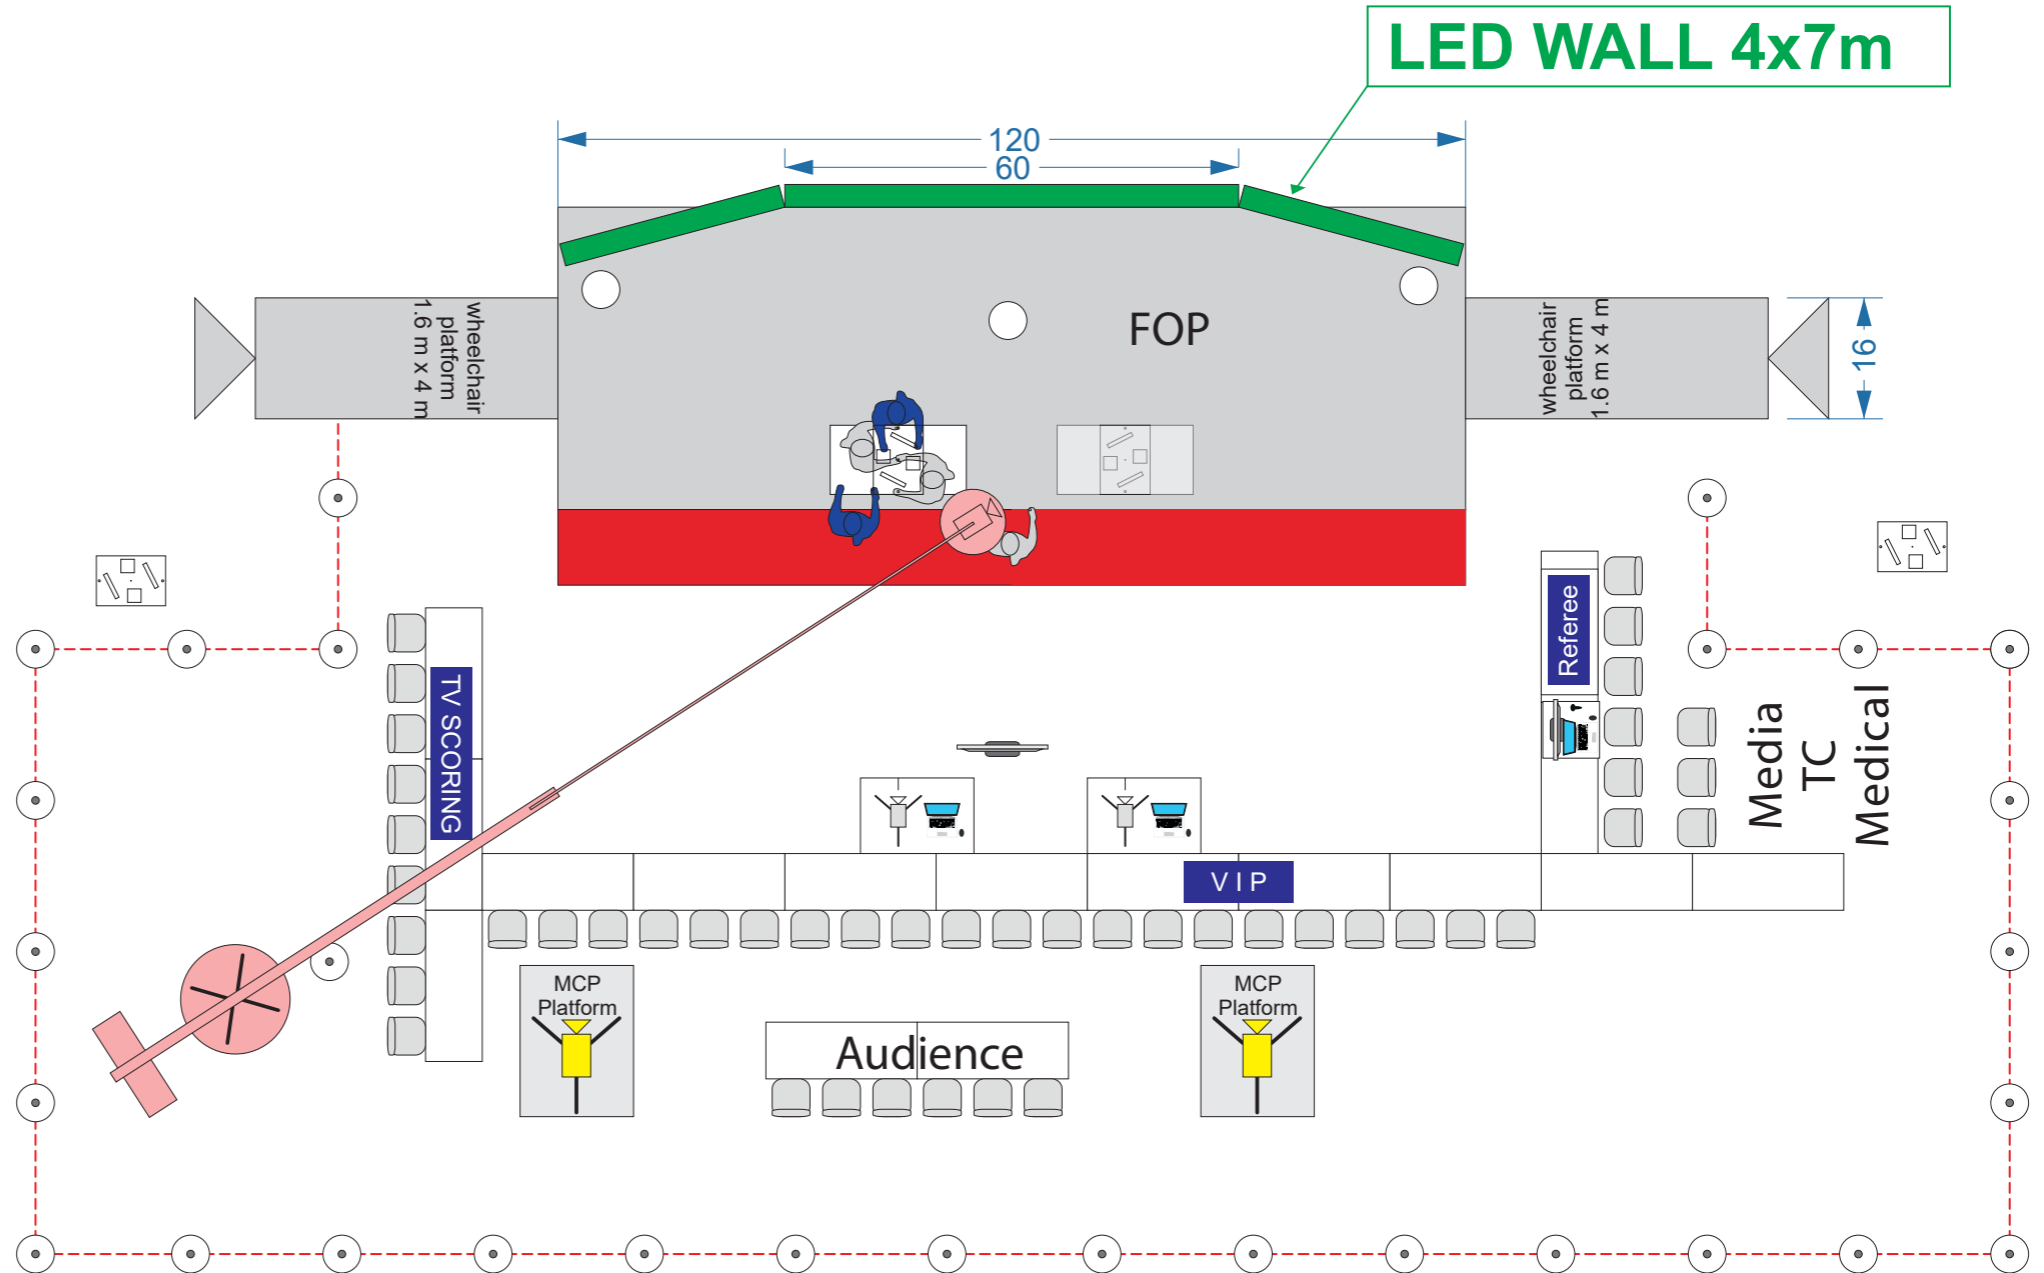 LED WALL 4x7m
120
60
wheelchair
platform
1.6 m x 4 m
FOP
wheelchair
platform
1.6 m x 4 m
16
Referee
TV SCORING
Media
TC
Medical
VIP
MCP
Platform
MCP
Platform
Audience